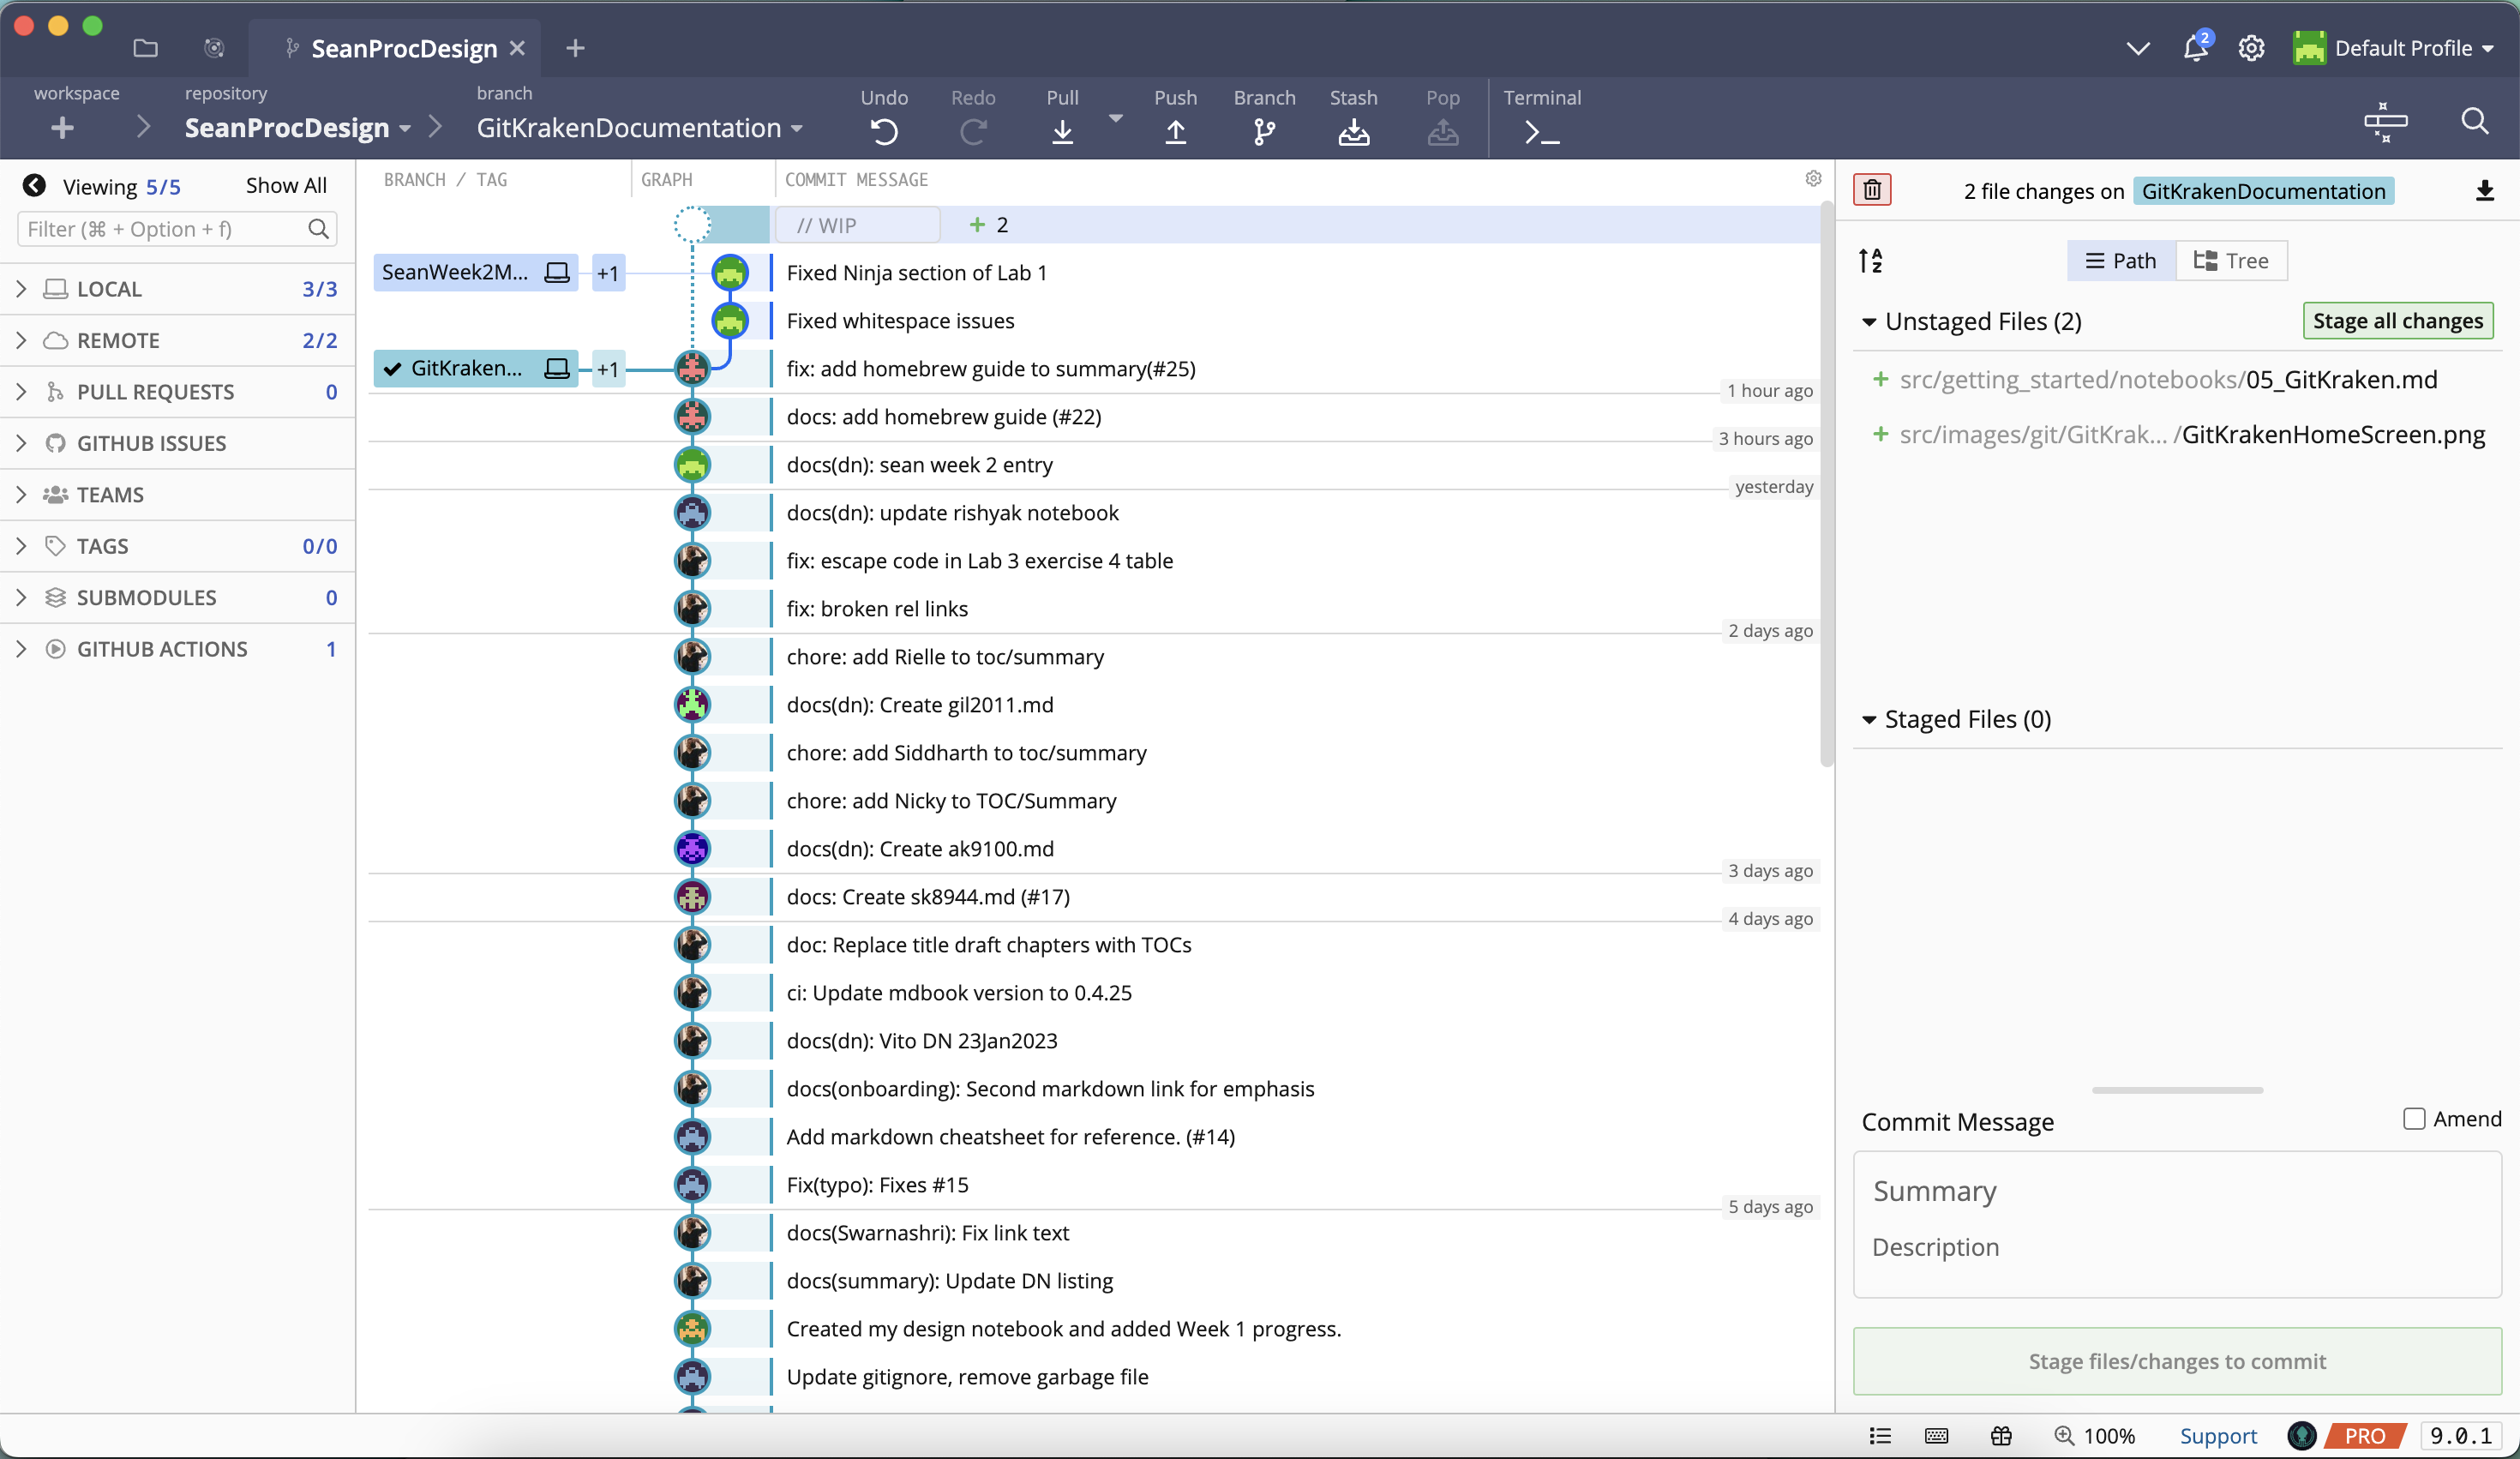 SeanProcDesign
2
Default Profile
workspace
repository
SeanProcDesign
branch
GitKrakenDocumentation
Undo
Redo
Pull
Push
Branch
Stash
Pop
Terminal
Viewing 5/5
Show All
Filter (⌘ + Option + f)
LOCAL 3/3
REMOTE 2/2
PULL REQUESTS 0
GITHUB ISSUES
TEAMS
TAGS 0/0
SUBMODULES 0
GITHUB ACTIONS 1
BRANCH / TAG
GRAPH
COMMIT MESSAGE
// WIP + 2
SeanWeek2M... +1 Fixed Ninja section of Lab 1
Fixed whitespace issues
GitKraken... +1 fix: add homebrew guide to summary(#25)
1 hour ago
docs: add homebrew guide (#22)
3 hours ago
docs(dn): sean week 2 entry
yesterday
docs(dn): update rishyak notebook
fix: escape code in Lab 3 exercise 4 table
fix: broken rel links
2 days ago
chore: add Rielle to toc/summary
docs(dn): Create gil2011.md
chore: add Siddharth to toc/summary
chore: add Nicky to TOC/Summary
docs(dn): Create ak9100.md
3 days ago
docs: Create sk8944.md (#17)
4 days ago
doc: Replace title draft chapters with TOCs
ci: Update mdbook version to 0.4.25
docs(dn): Vito DN 23Jan2023
docs(onboarding): Second markdown link for emphasis
Add markdown cheatsheet for reference. (#14)
Fix(typo): Fixes #15
5 days ago
docs(Swarnashri): Fix link text
docs(summary): Update DN listing
Created my design notebook and added Week 1 progress.
Update gitignore, remove garbage file
2 file changes on GitKrakenDocumentation
A
Z
Path
Tree
Unstaged Files (2)
Stage all changes
+ src/getting_started/notebooks/05_GitKraken.md
+ src/images/git/GitKrak... /GitKrakenHomeScreen.png
Staged Files (0)
Commit Message
Amend
Summary
Description
Stage files/changes to commit
100%
Support
PRO
9.0.1